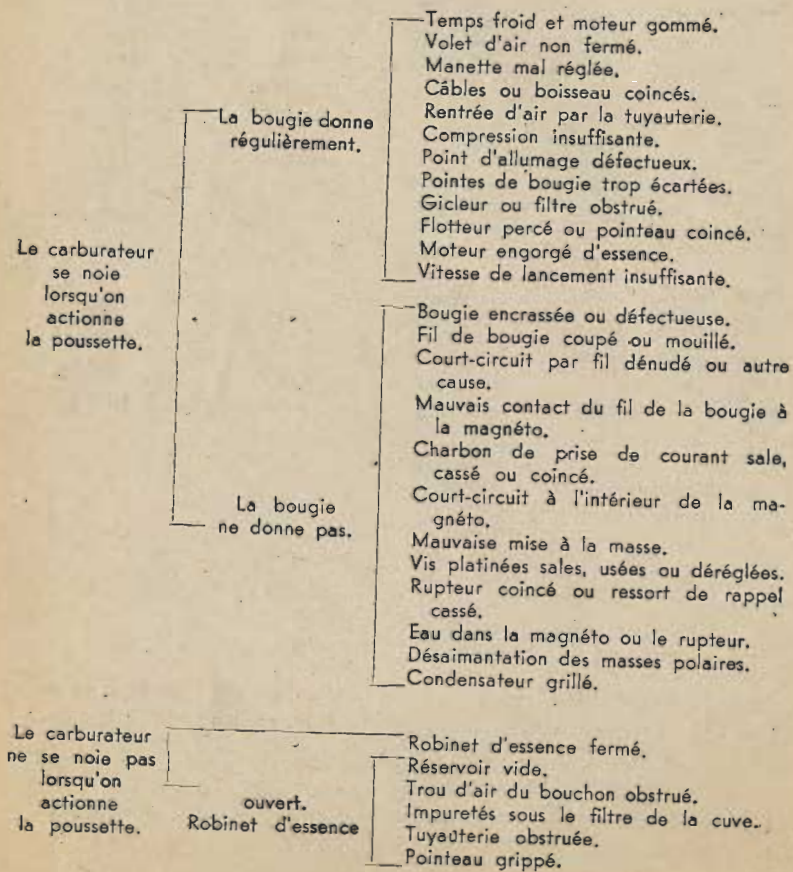 Le carburateur
se noie
lorsqu'on
actionne
la poussette.
La bougie donne
régulièrement.
Temps froid et moteur gommé.
Volet d'air non fermé.
Manette mal réglée.
Câbles ou boisseau coincés.
Rentrée d'air par la tuyauterie.
Compression insuffisante.
Point d'allumage défectueux.
Pointes de bougie trop écartées.
Gicleur ou filtre obstrué.
Flotteur percé ou pointeau coincé.
Moteur engorgé d'essence.
Vitesse de lancement insuffisante.
La bougie
ne donne pas.
Bougie encrassée ou défectueuse.
Fil de bougie coupé ou mouillé.
Court-circuit par fil dénudé ou autre
cause.
Mauvais contact du fil de la bougie à
la magnéto.
Charbon de prise de courant sale,
cassé ou coincé.
Court-circuit à l'intérieur de la ma-
gnéto.
Mauvaise mise à la masse.
Vis platinées sales, usées ou déréglées.
Rupteur coincé ou ressort de rappel
cassé.
Eau dans la magnéto ou le rupteur.
Désaimantation des masses polaires.
Condensateur grillé.
Le carburateur
ne se noie pas
lorsqu'on
actionne
la poussette.
Robinet d'essence fermé.
ouvert.
Robinet d'essence
Réservoir vide.
Trou d'air du bouchon obstrué.
Impuretés sous le filtre de la cuve.
Tuyauterie obstruée.
Pointeau grippé.